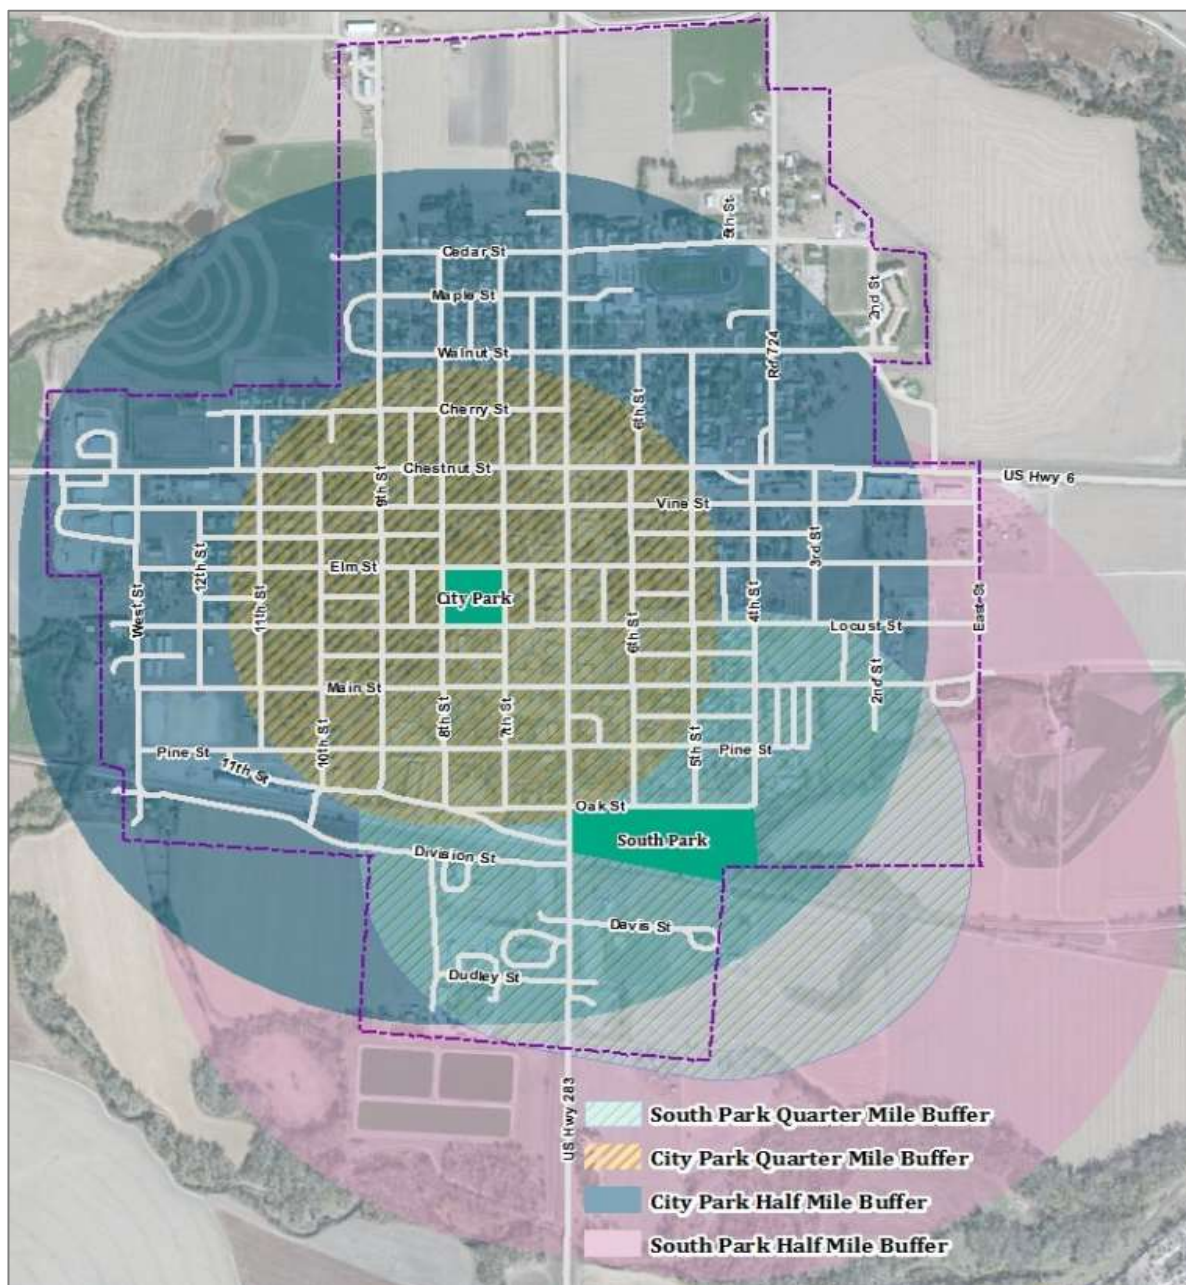 5th St
Cedar St
Maple St
2nd St
Walnut St
Rd 724
Cherry St
6th St
Chestnut St
US Hwy 6
9th St
Vine St
12th St
3rd St
Elm St
11th St
City Park
4th St
West St
East St
6th St
Locust St
Main St
2nd St
10th St
8th St
7th St
5th St
Pine St
Pine St
11th St
Oak St
South Park
Division St
Davis St
Dudley St
US Hwy 283
South Park Quarter Mile Buffer
City Park Quarter Mile Buffer
City Park Half Mile Buffer
South Park Half Mile Buffer